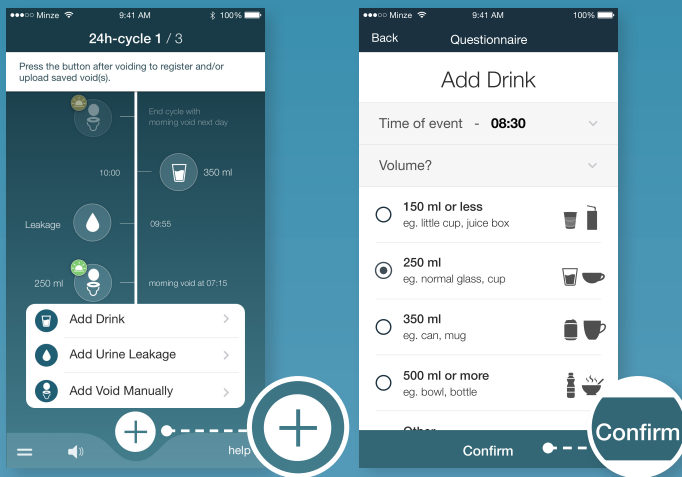 Minze 9:41 AM 100%
24h-cycle 1 / 3
Press the button after voiding to register and/or
upload saved void(s).
End cycle with
morning void next day
10:00 350 ml
Leakage 09:55
250 ml morning void at 07:15
Add Drink
Add Urine Leakage
Add Void Manually
help
Minze 9:41 AM 100%
Back Questionnaire
Add Drink
Time of event - 08:30
Volume?
150 ml or less
eg. little cup, juice box
250 ml
eg. normal glass, cup
350 ml
eg. can, mug
500 ml or more
eg. bowl, bottle
Other
Confirm
Confirm